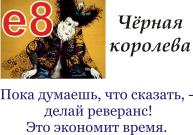 е8
Чёрная
королева
Пока думаешь, что сказать, -
делай реверанс!
Это экономит время.